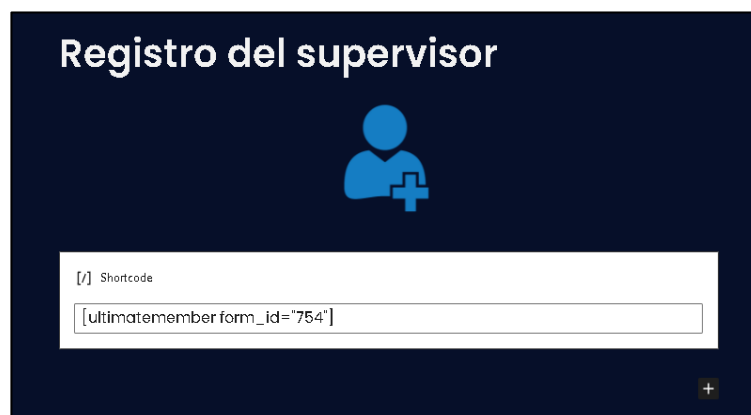 Registro del supervisor
[/] Shortcode
[ultimatemember form_id="754"]